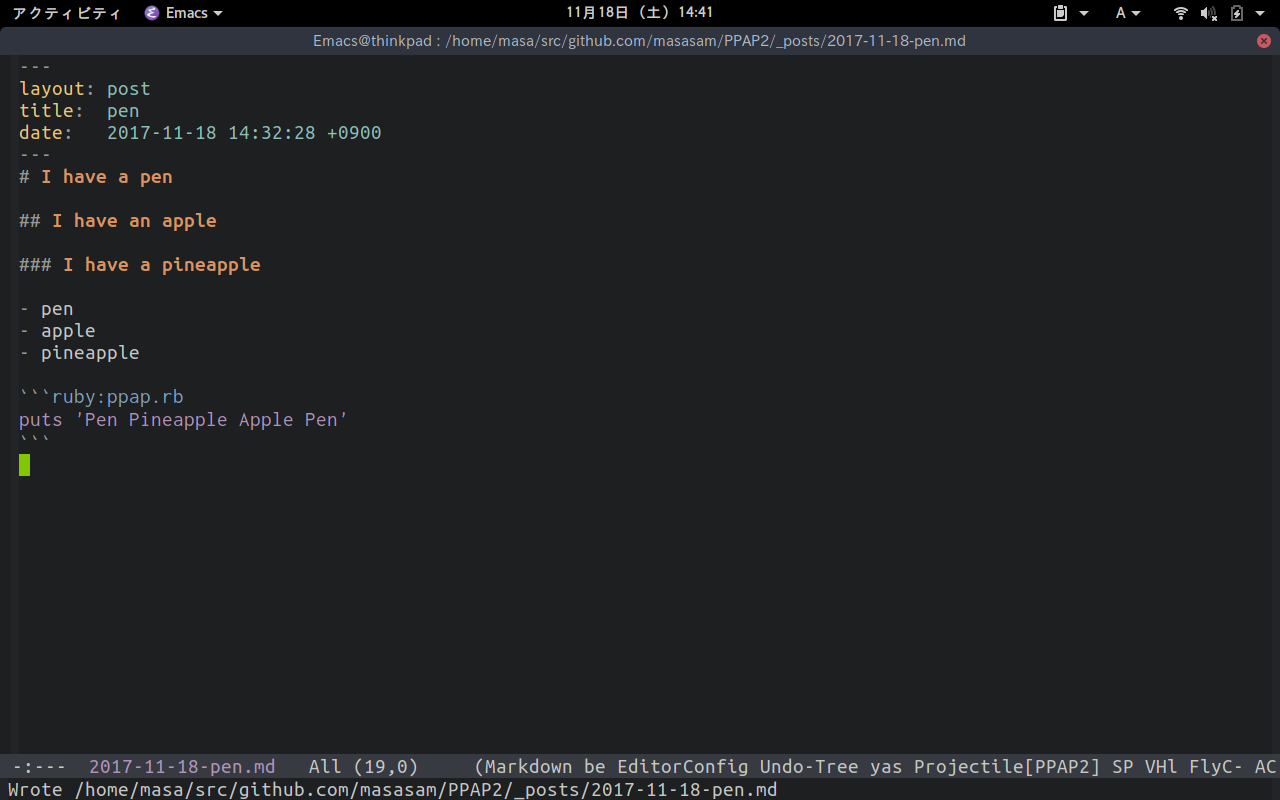 アクティビティ Emacs 11月18日 (土) 14:41 A
Emacs@thinkpad : /home/masa/src/github.com/masasam/PPAP2/_posts/2017-11-18-pen.md
---
layout: post
title:  pen
date:   2017-11-18 14:32:28 +0900
---
# I have a pen
## I have an apple
### I have a pineapple
- pen
- apple
- pineapple
```ruby:ppap.rb
puts 'Pen Pineapple Apple Pen'
```
-:---  2017-11-18-pen.md   All (19,0)     (Markdown be EditorConfig Undo-Tree yas Projectile[PPAP2] SP VHl FlyC- AC
Wrote /home/masa/src/github.com/masasam/PPAP2/_posts/2017-11-18-pen.md